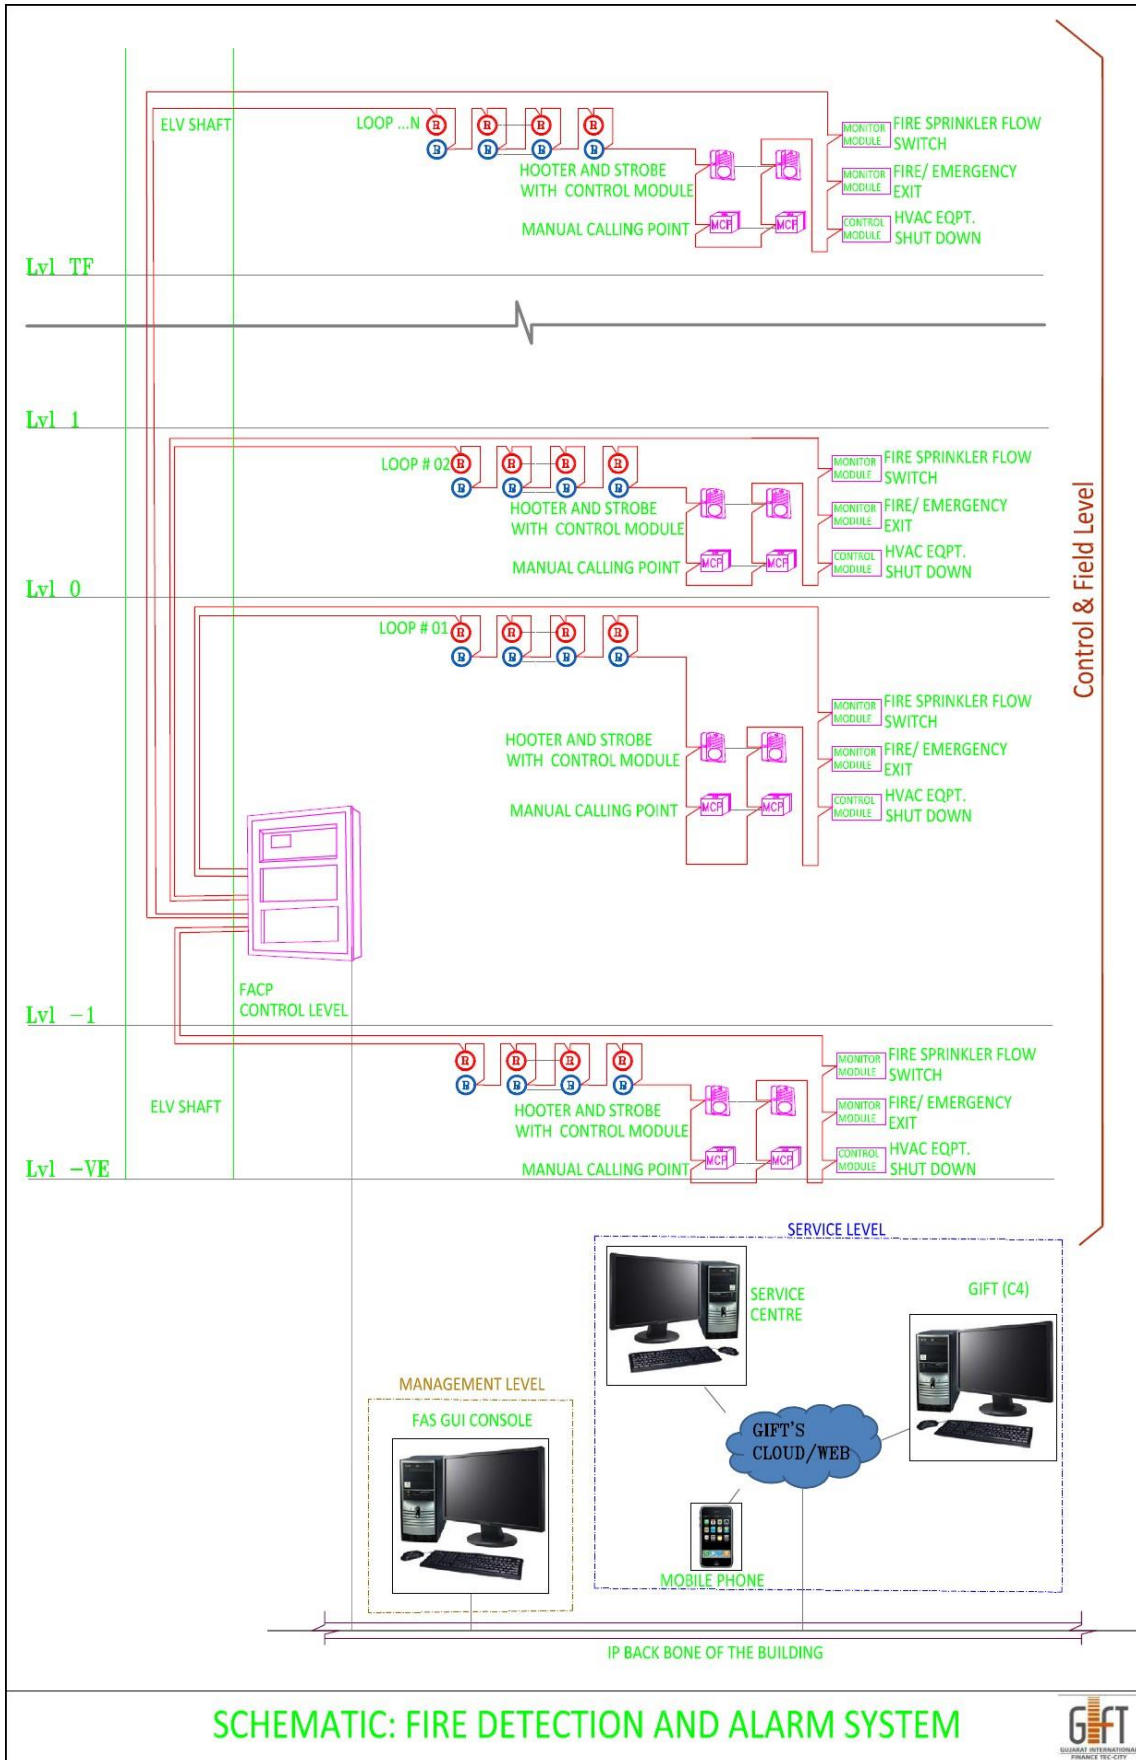 ELV SHAFT
LOOP ...N
R R R R
HOOTER AND STROBE
WITH CONTROL MODULE
MANUAL CALLING POINT
MCP MCP
MONITOR
MODULE
FIRE SPRINKLER FLOW
SWITCH
MONITOR
MODULE
FIRE/ EMERGENCY
EXIT
CONTROL
MODULE
HVAC EQPT.
SHUT DOWN
Lvl TF
Lvl 1
LOOP # 02
R R R R
HOOTER AND STROBE
WITH CONTROL MODULE
MANUAL CALLING POINT
MCP MCP
MONITOR
MODULE
FIRE SPRINKLER FLOW
SWITCH
MONITOR
MODULE
FIRE/ EMERGENCY
EXIT
CONTROL
MODULE
HVAC EQPT.
SHUT DOWN
Lvl 0
LOOP # 01
R R R R
HOOTER AND STROBE
WITH CONTROL MODULE
MANUAL CALLING POINT
MCP MCP
MONITOR
MODULE
FIRE SPRINKLER FLOW
SWITCH
MONITOR
MODULE
FIRE/ EMERGENCY
EXIT
CONTROL
MODULE
HVAC EQPT.
SHUT DOWN
Control & Field Level
FACP
CONTROL LEVEL
Lvl -1
R R R R
ELV SHAFT
HOOTER AND STROBE
WITH CONTROL MODULE
MANUAL CALLING POINT
MCP MCP
MONITOR
MODULE
FIRE SPRINKLER FLOW
SWITCH
MONITOR
MODULE
FIRE/ EMERGENCY
EXIT
CONTROL
MODULE
HVAC EQPT.
SHUT DOWN
Lvl -VE
SERVICE LEVEL
SERVICE
CENTRE
GIFT (C4)
MANAGEMENT LEVEL
FAS GUI CONSOLE
GIFT'S
CLOUD/WEB
MOBILE PHONE
IP BACK BONE OF THE BUILDING
SCHEMATIC: FIRE DETECTION AND ALARM SYSTEM
GIFT
GUJARAT INTERNATIONAL
FINANCE TEC-CITY